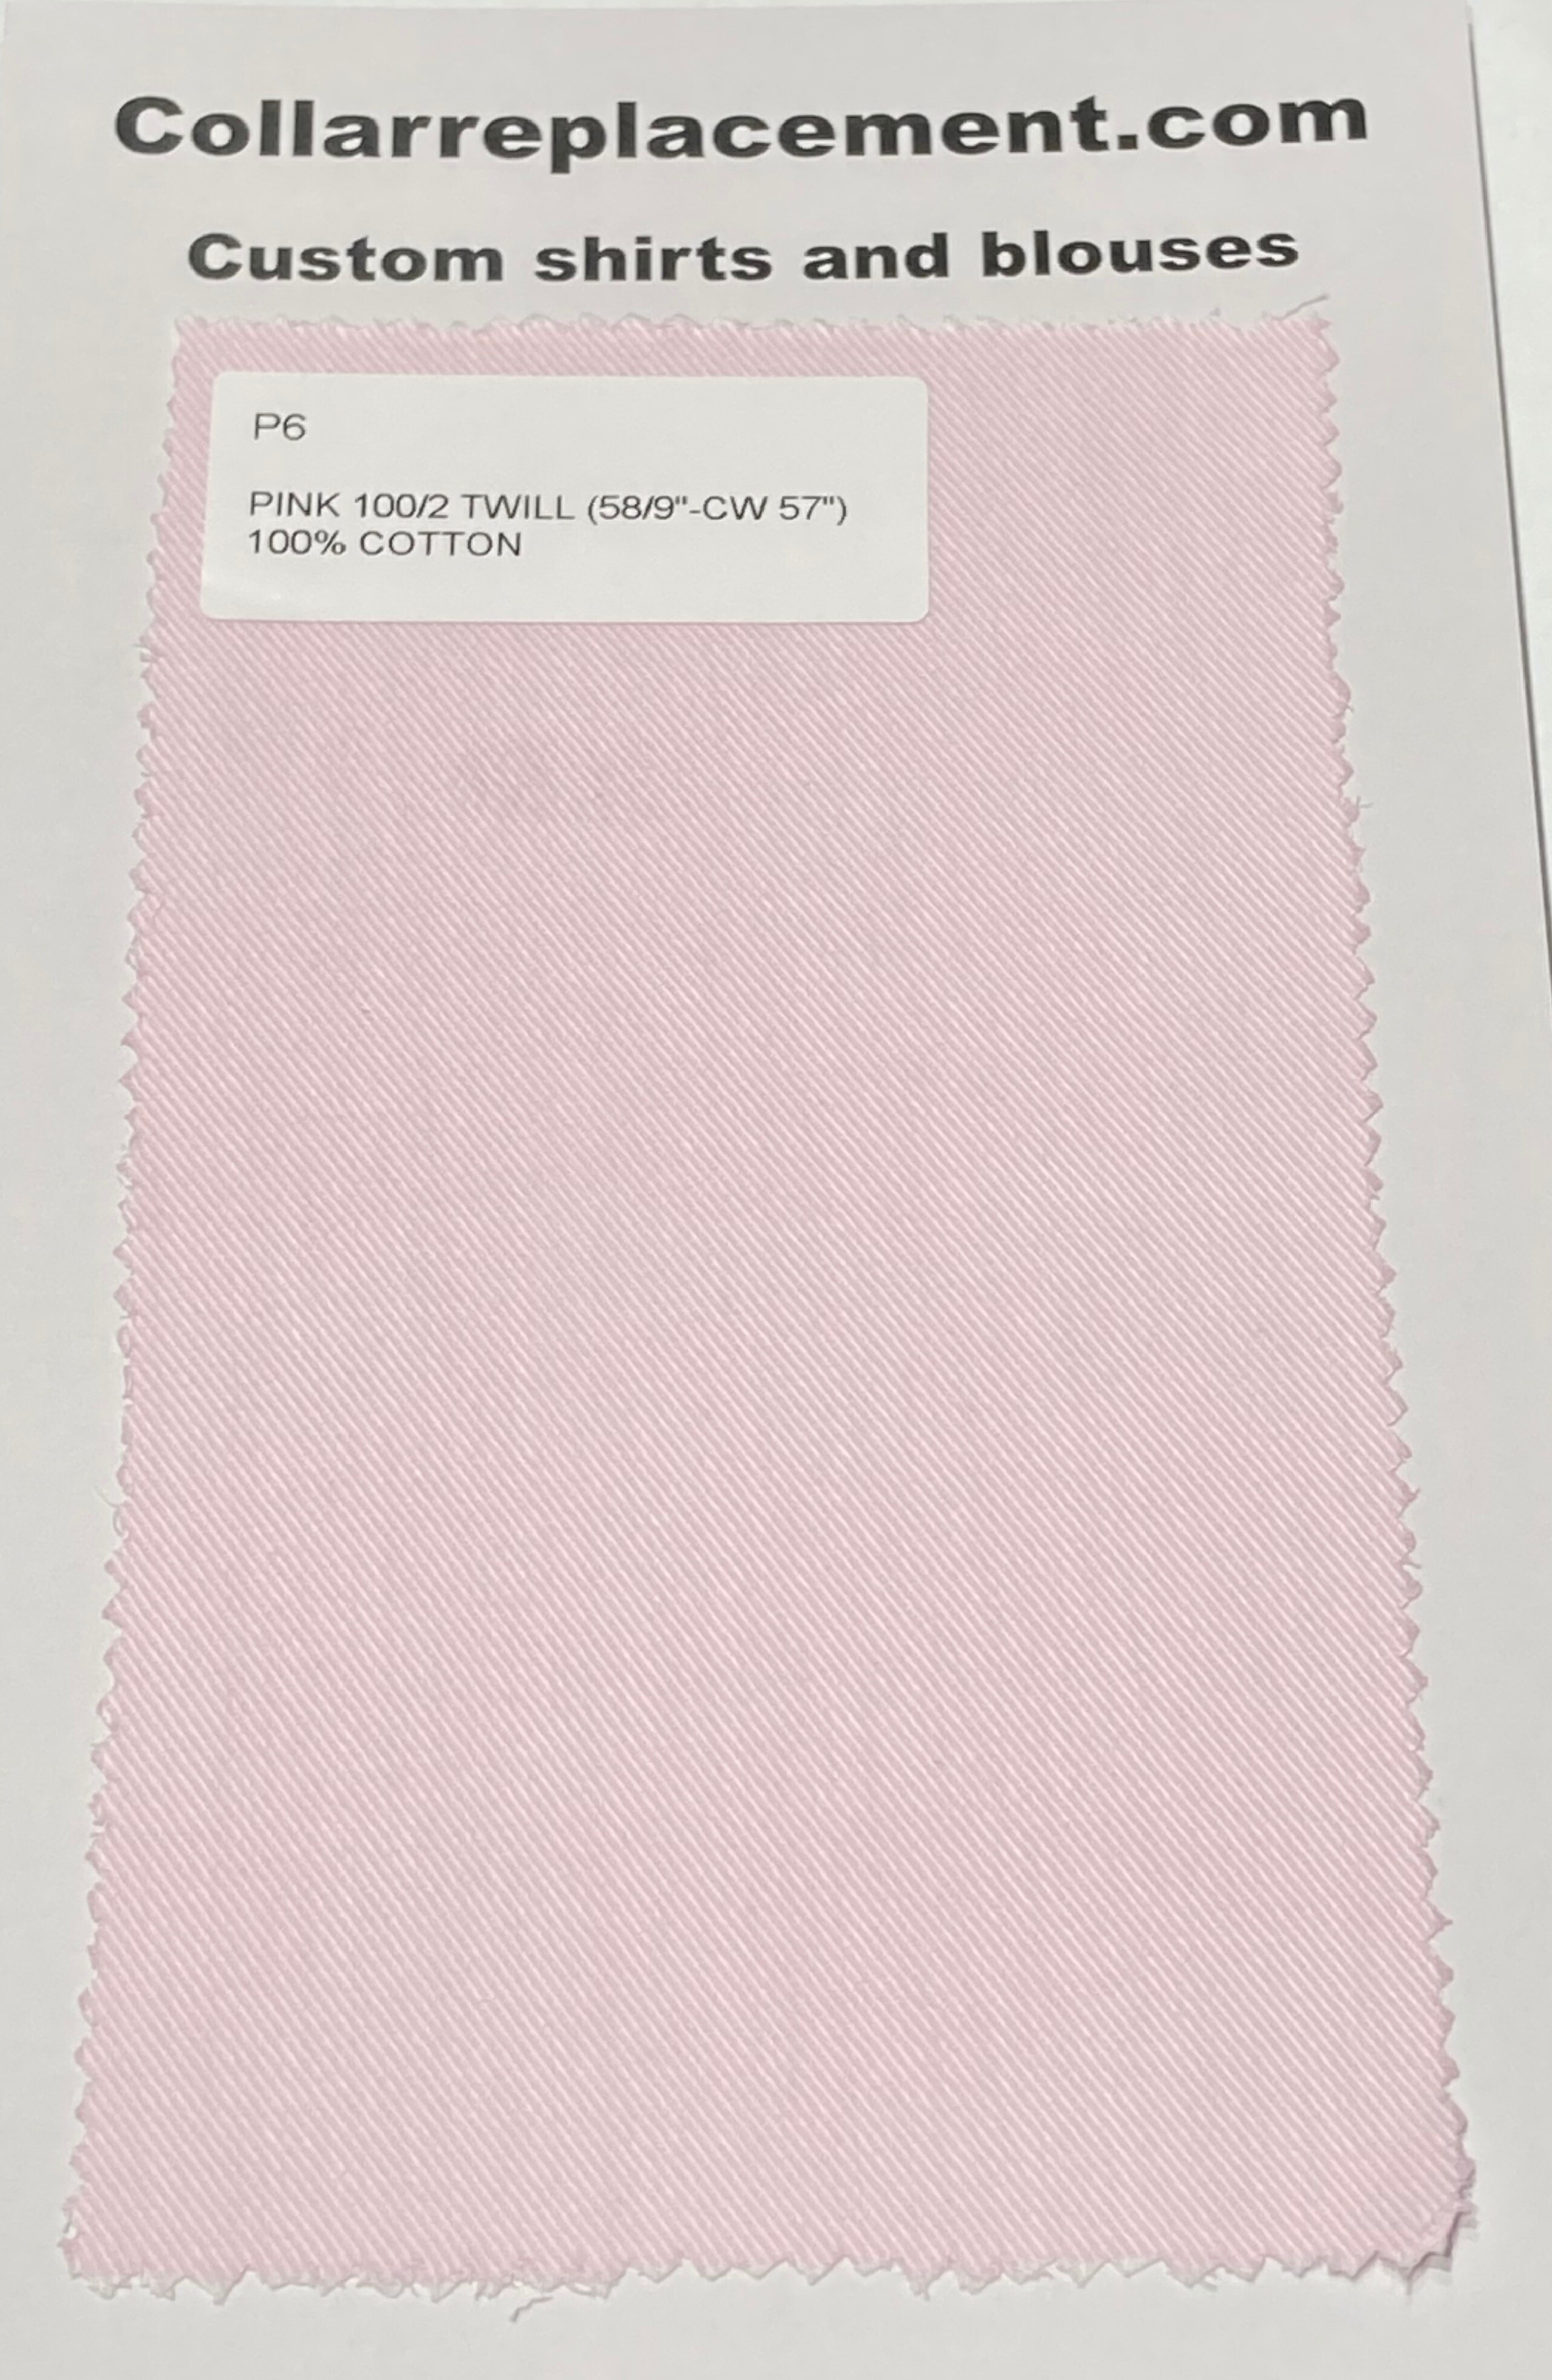 Collarreplacement.com
Custom shirts and blouses
P6
PINK 100/2 TWILL (58/9"-CW 57")
100% COTTON